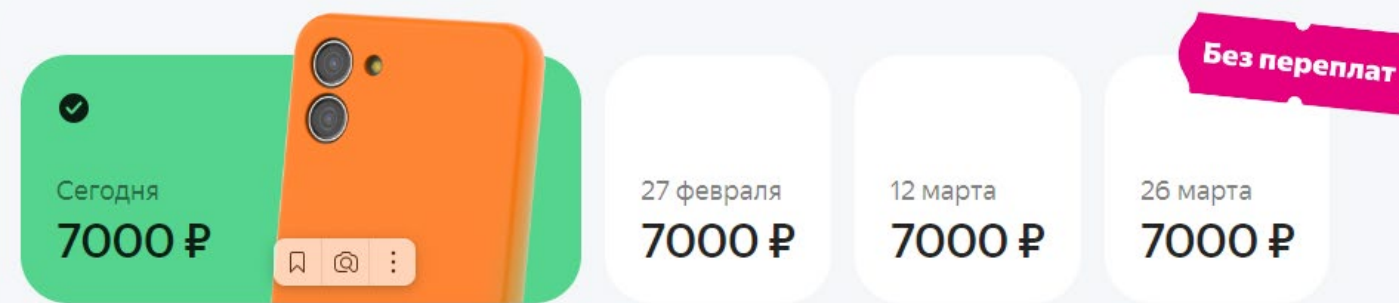 Без переплат
Сегодня
7000 ₽
27 февраля
7000 ₽
12 марта
7000 ₽
26 марта
7000 ₽